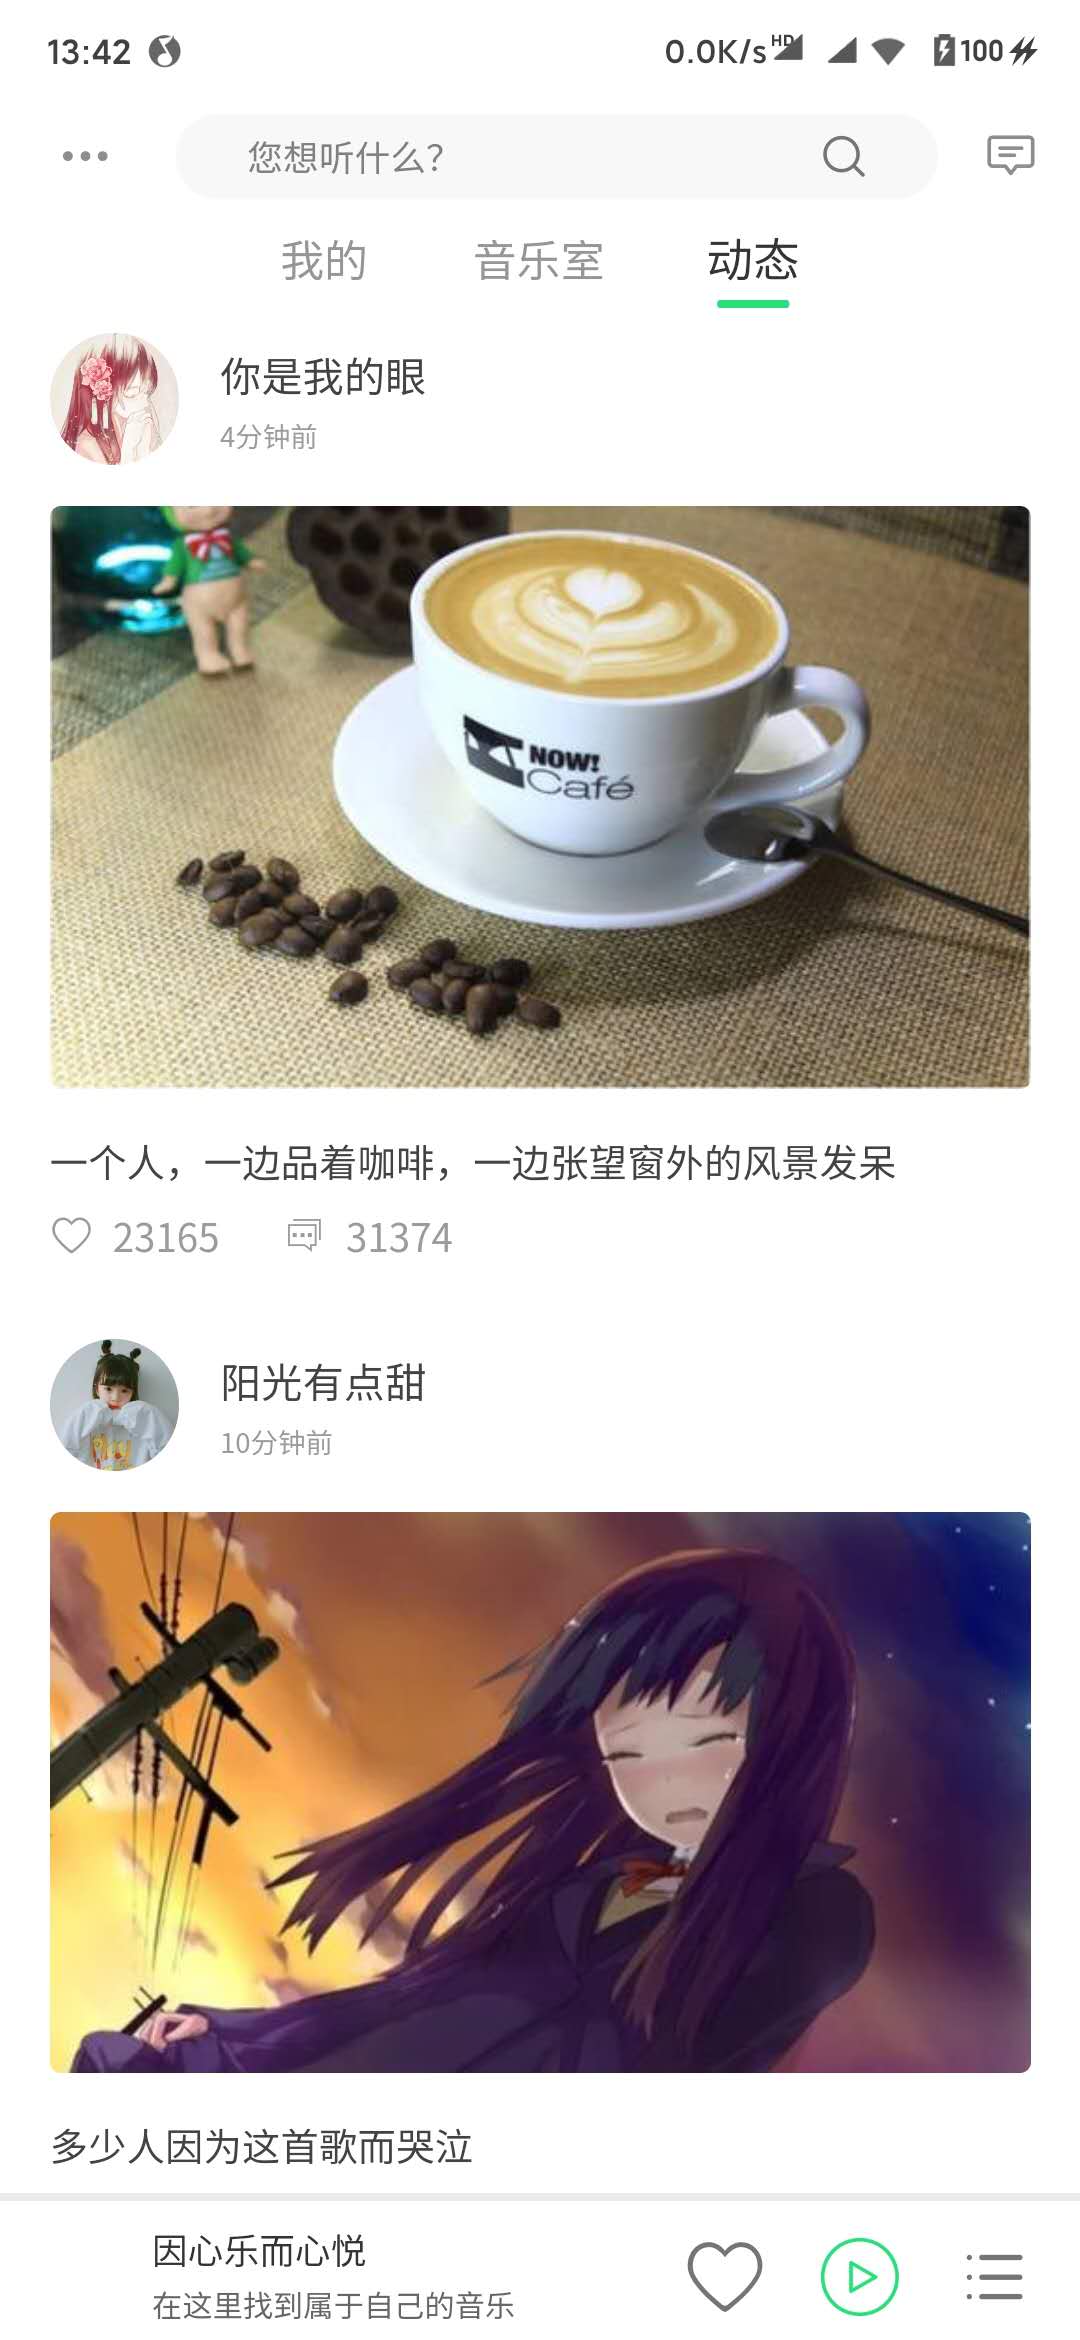 13:42
0.0K/s HD 100
您想听什么?
我的 音乐室 动态
你是我的眼
4分钟前
NOW!
Café
一个人，一边品着咖啡，一边张望窗外的风景发呆
23165 31374
阳光有点甜
10分钟前
多少人因为这首歌而哭泣
因心乐而心悦
在这里找到属于自己的音乐